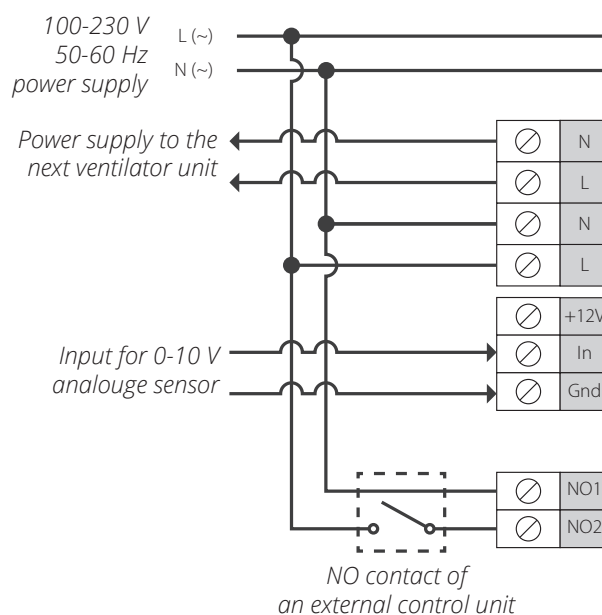 100-230 V
50-60 Hz
power supply
L (~)
N (~)
Power supply to the
next ventilator unit
N
L
N
L
+12V
Input for 0-10 V
analouge sensor
In
Gnd
NO1
NO2
NO contact of
an external control unit